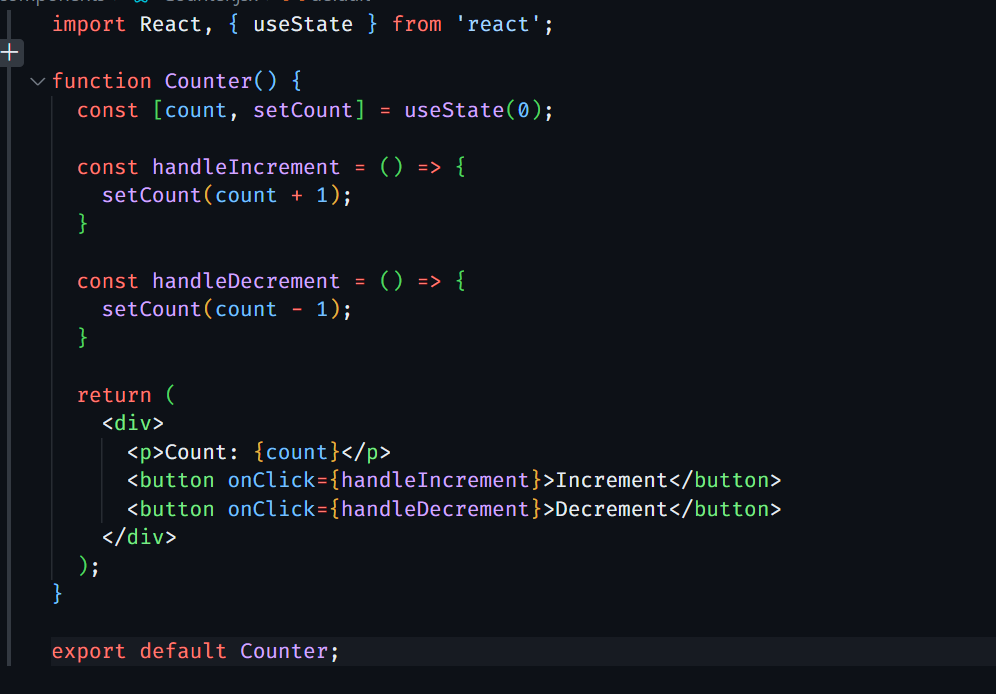 import React, { useState } from 'react';
function Counter() {
const [count, setCount] = useState(0);
const handleIncrement = () => {
setCount(count + 1);
}
const handleDecrement = () => {
setCount(count - 1);
}
return (
<div>
<p>Count: {count}</p>
<button onClick={handleIncrement}>Increment</button>
<button onClick={handleDecrement}>Decrement</button>
</div>
);
}
export default Counter;